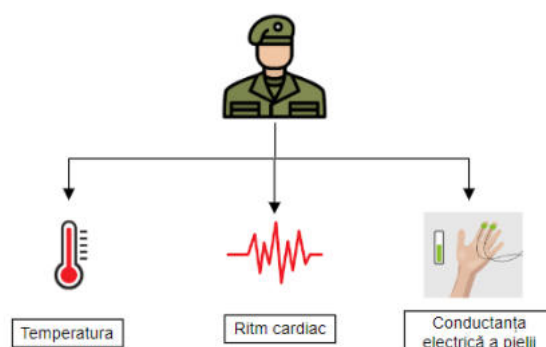 Temperatura
Ritm cardiac
Conductanța
electrică a pielii